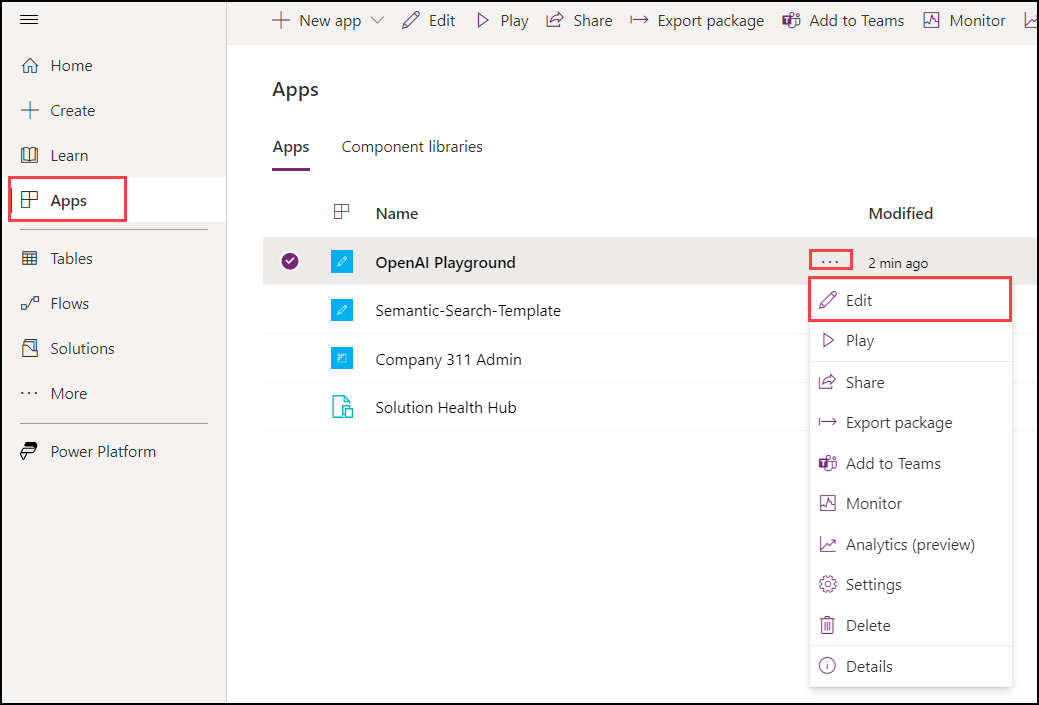 New app Edit Play Share Export package Add to Teams Monitor
Home
Create
Learn
Apps
Tables
Flows
Solutions
More
Power Platform
Apps
Apps Component libraries
Name Modified
OpenAI Playground ... 2 min ago
Semantic-Search-Template
Company 311 Admin
Solution Health Hub
Edit
Play
Share
Export package
Add to Teams
Monitor
Analytics (preview)
Settings
Delete
Details